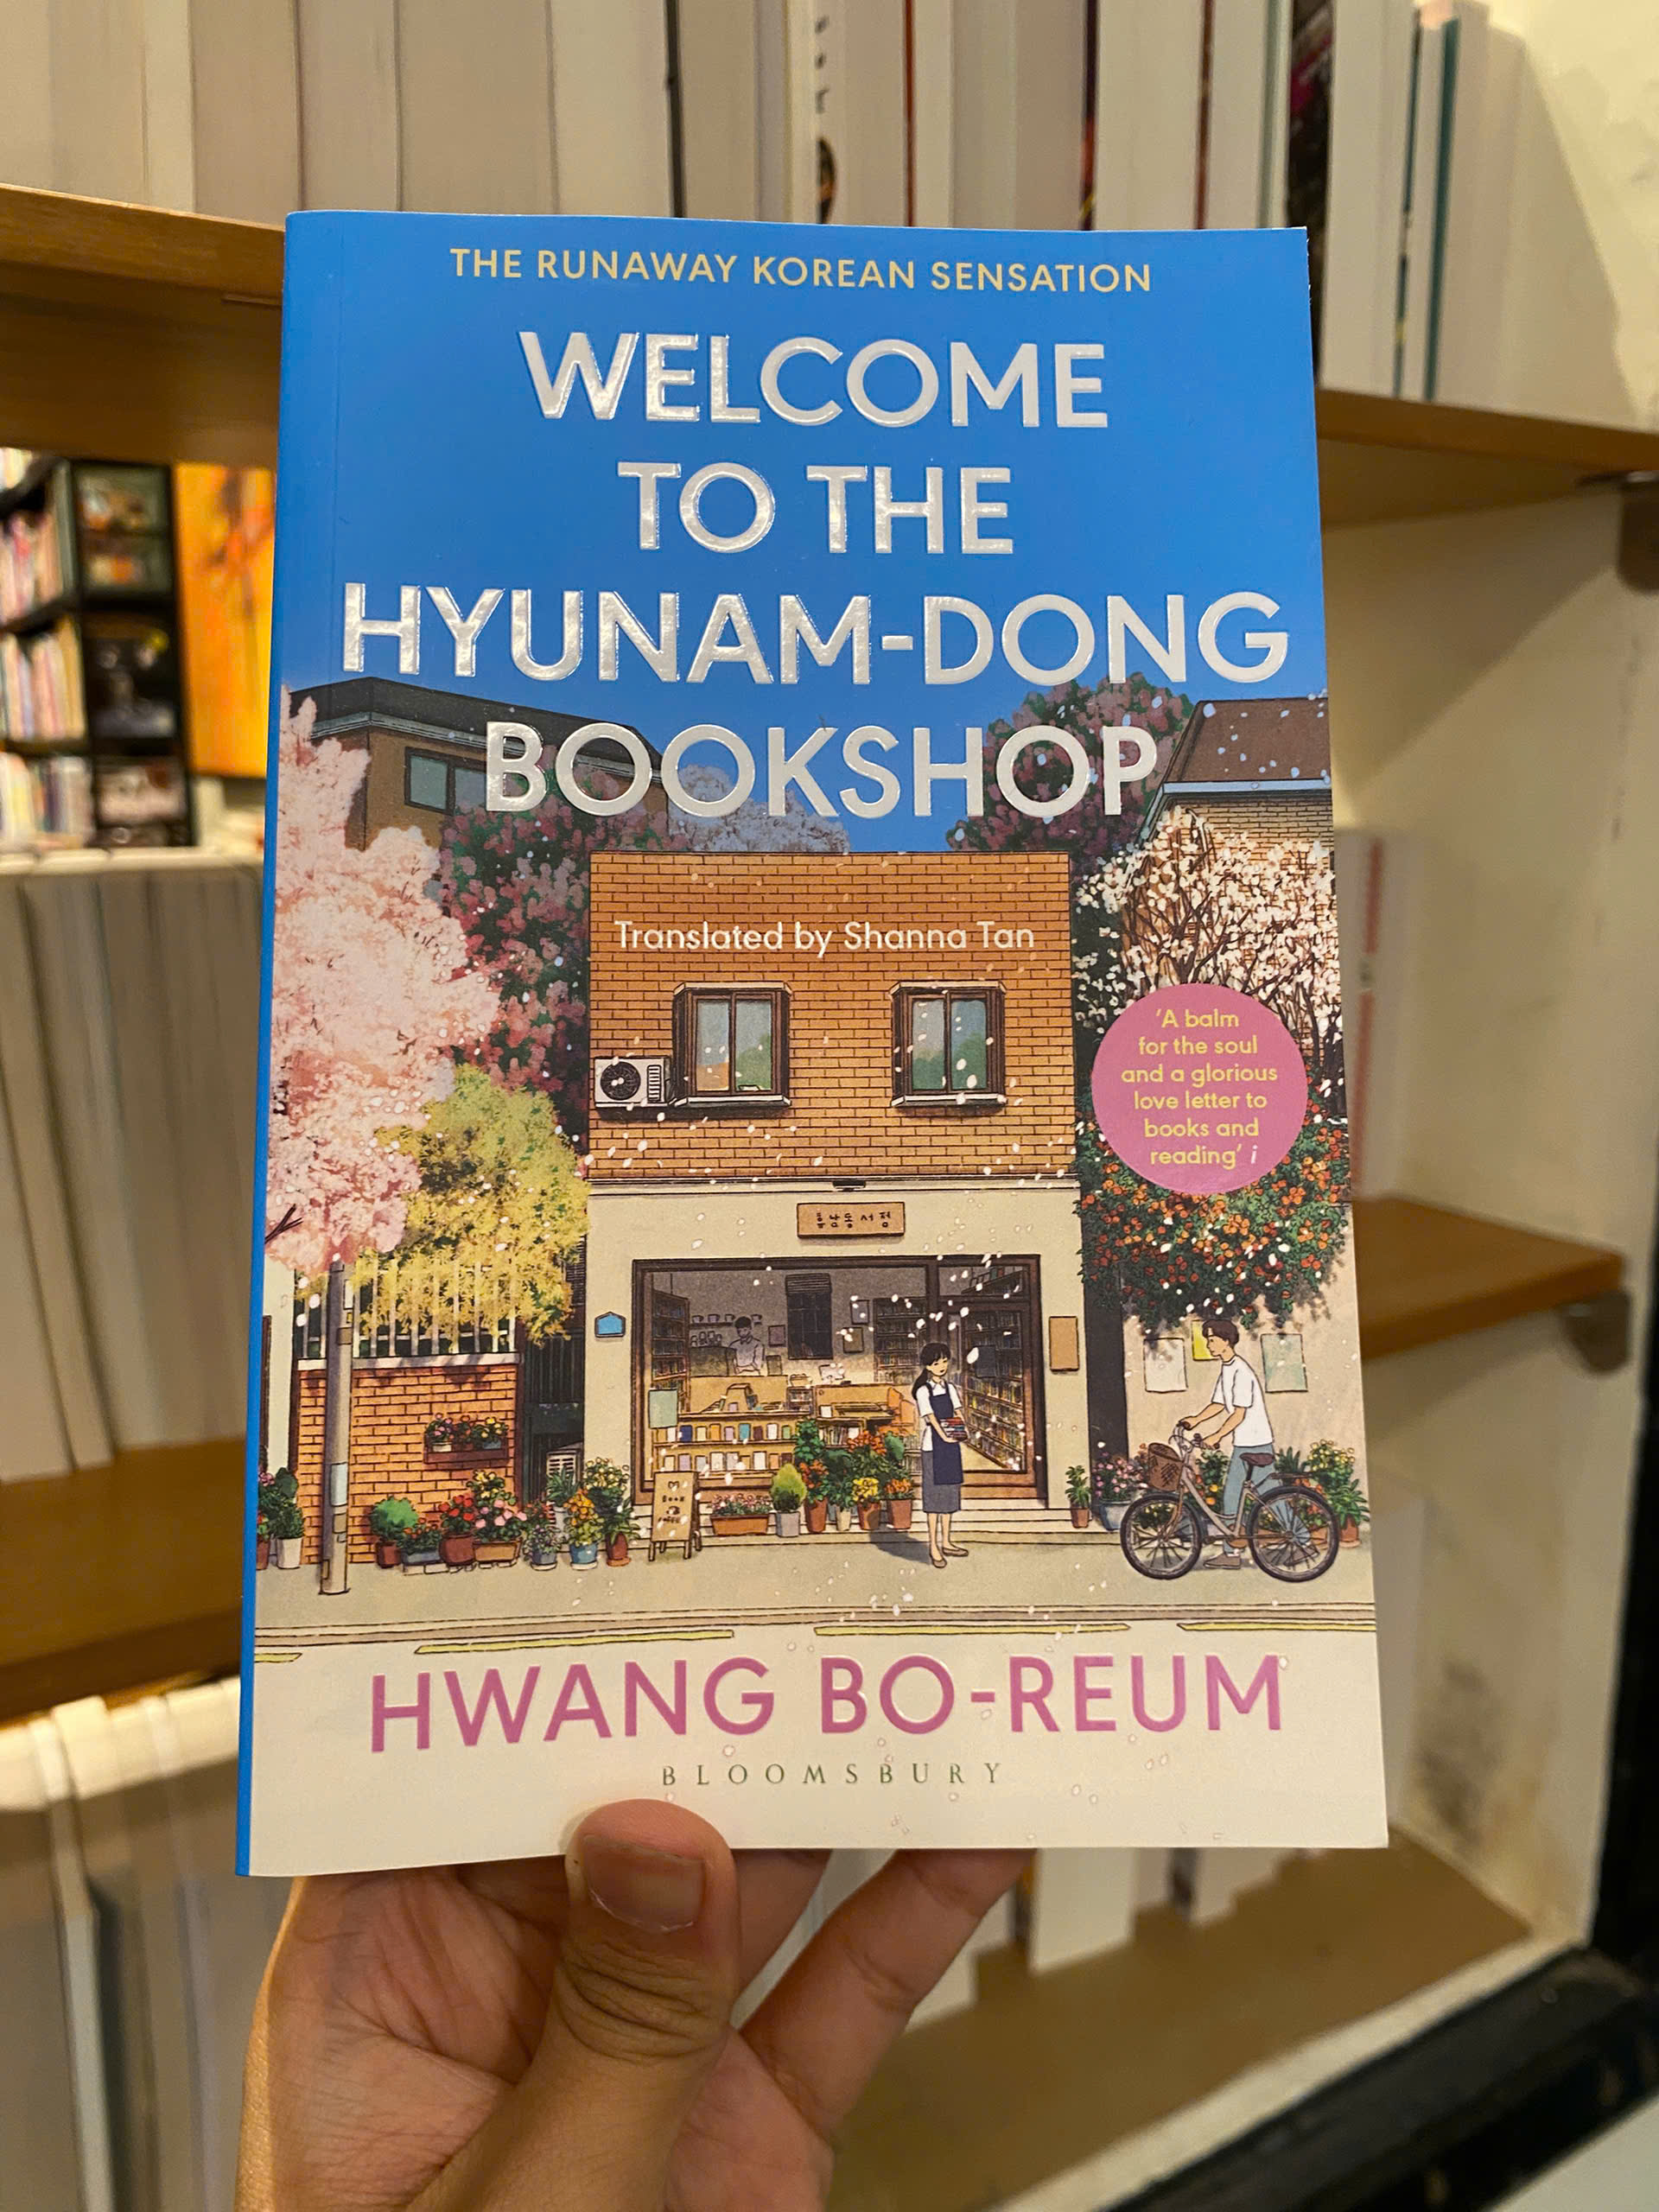 THE RUNAWAY KOREAN SENSATION
WELCOME
TO THE
HYUNAM-DONG
BOOKSHOP
Translated by Shanna Tan
'A balm
for the soul
and a glorious
love letter to
books and
reading' i
휴남동 서점
HWANG BO-REUM
BLOOMSBURY